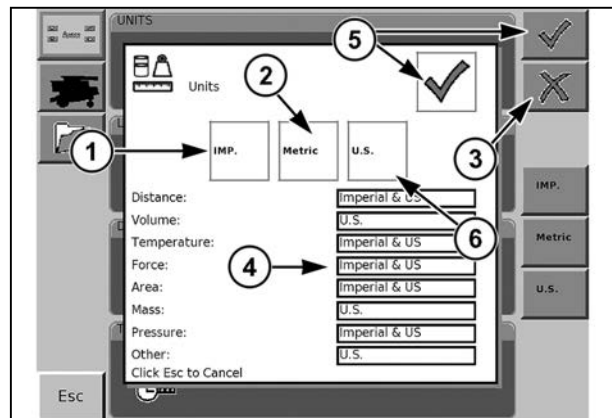 UNITS
Units
5
2
1
3
IMP.
Metric
U.S.
IMP.
Metric
U.S.
Distance: Imperial & US
Volume: U.S.
Temperature: Imperial & US
6
Force: Imperial & US
4
Area: Imperial & US
Mass: U.S.
Pressure: Imperial & US
Other: U.S.
Click Esc to Cancel
Esc